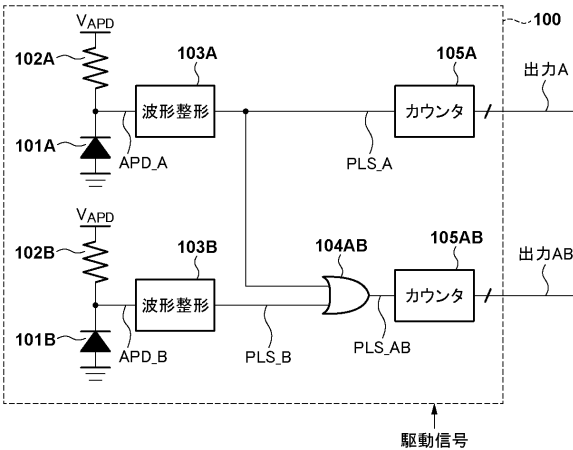 100
VAPD
102A
103A
波形整形
105A
カウンタ
出力A
101A
APD_A
PLS_A
VAPD
102B
103B
波形整形
104AB
105AB
カウンタ
出力AB
101B
APD_B
PLS_B
PLS_AB
駆動信号